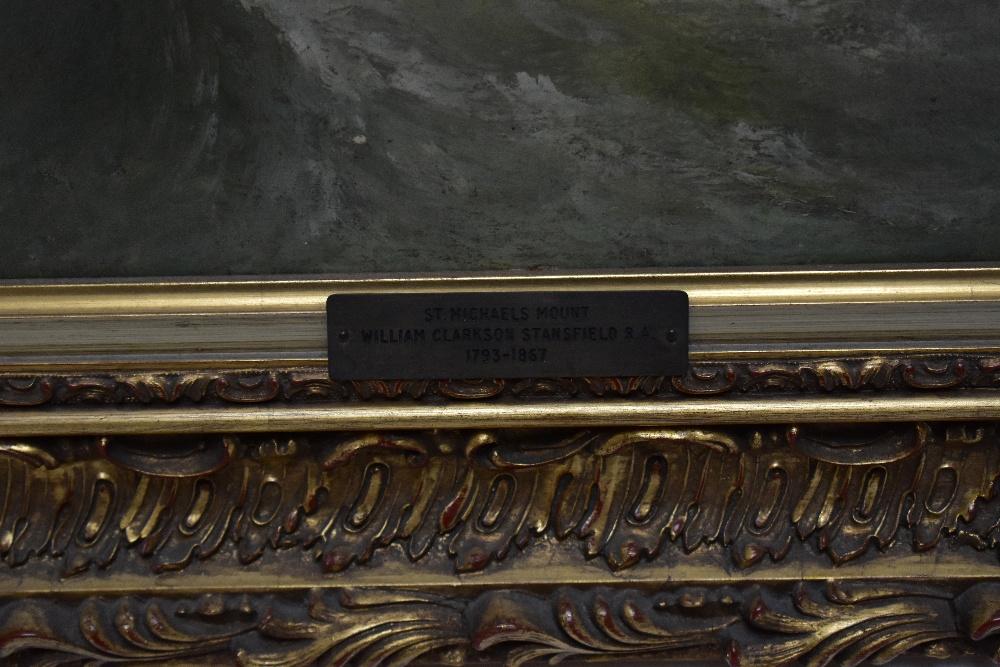 ST. MICHAELS MOUNT
WILLIAM CLARKSON STANSFIELD R.A.
1793-1867